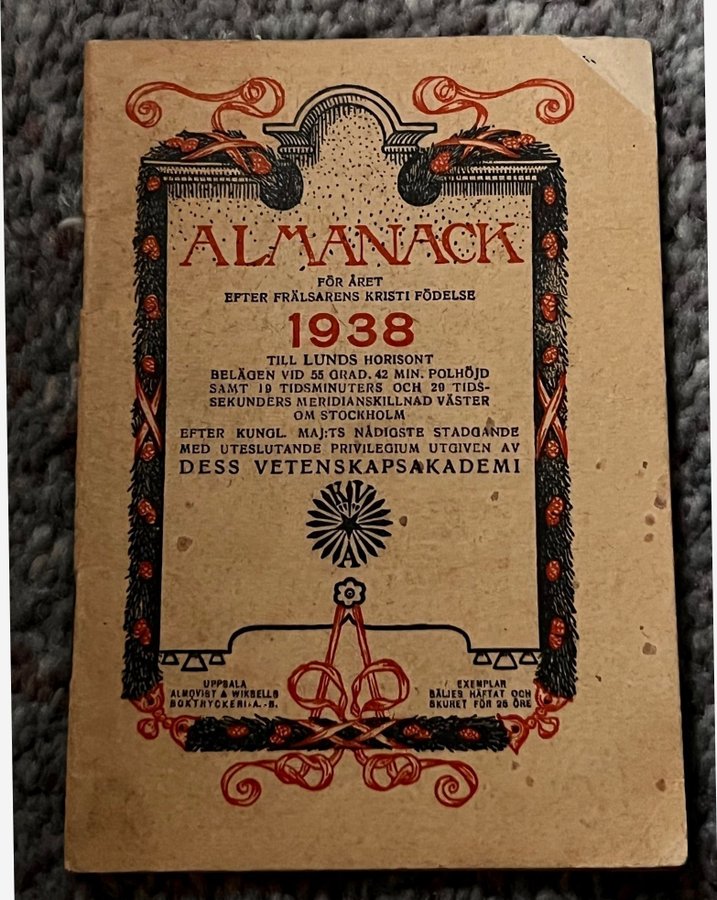 ALMANACK
FÖR ÅRET
EFTER FRÄLSARENS KRISTI FÖDELSE
1938
TILL LUNDS HORISONT
BELÄGEN VID 55 GRAD. 42 MIN. POLHÖJD
SAMT 19 TIDSMINUTERS OCH 29 TIDS-
SEKUNDERS MERIDIANSKILLNAD VÄSTER
OM STOCKHOLM
EFTER KUNGL. MAJ:TS NÅDIGSTE STADGANDE
MED UTESLUTANDE PRIVILEGIUM UTGIVEN AV
DESS VETENSKAPSAKADEMI
KVA
UPPSALA
ALMQVIST & WIKSELLS
BOKTRYCKERI-A.-B.
EXEMPLAR
SÄLJES HÄFTAT OCH
SKURET FÖR 25 ÖRE